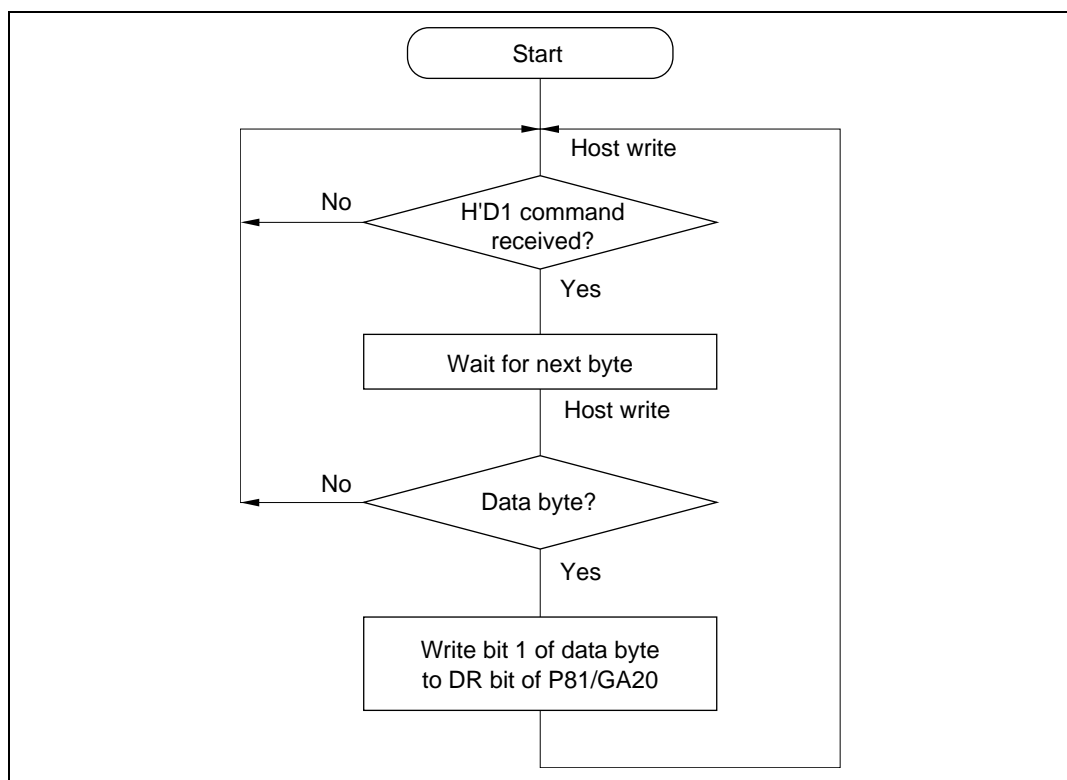 Start
Host write
No
H'D1 command
received?
Yes
Wait for next byte
Host write
No
Data byte?
Yes
Write bit 1 of data byte
to DR bit of P81/GA20